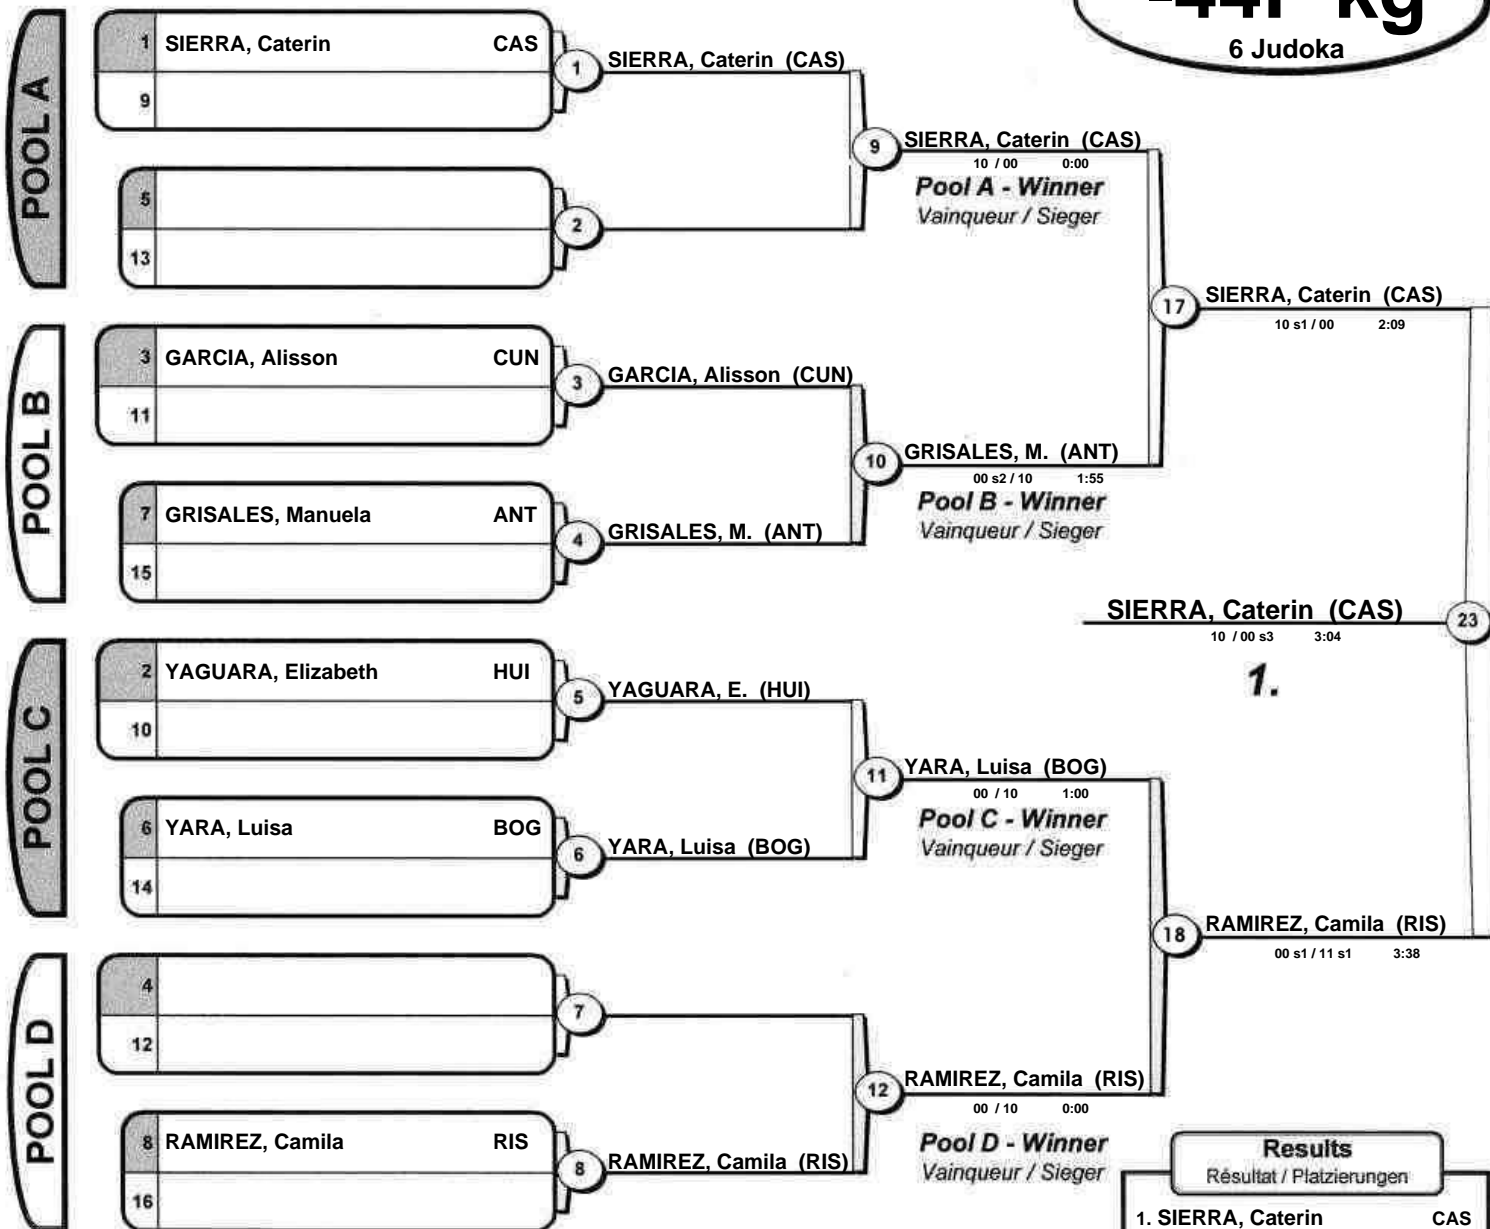 -44IF kg
6 Judoka
POOL A
1 SIERRA, Caterin CAS
9
1
SIERRA, Caterin (CAS)
5
13
2
9
SIERRA, Caterin (CAS)
10 / 00 0:00
Pool A - Winner
Vainqueur / Sieger
17
SIERRA, Caterin (CAS)
10 s1 / 00 2:09
POOL B
3 GARCIA, Alisson CUN
11
3
GARCIA, Alisson (CUN)
7 GRISALES, Manuela ANT
15
4
GRISALES, M. (ANT)
10
GRISALES, M. (ANT)
00 s2 / 10 1:55
Pool B - Winner
Vainqueur / Sieger
SIERRA, Caterin (CAS)
10 / 00 s3 3:04
23
1.
POOL C
2 YAGUARA, Elizabeth HUI
10
5
YAGUARA, E. (HUI)
6 YARA, Luisa BOG
14
6
YARA, Luisa (BOG)
11
YARA, Luisa (BOG)
00 / 10 1:00
Pool C - Winner
Vainqueur / Sieger
18
RAMIREZ, Camila (RIS)
00 s1 / 11 s1 3:38
POOL D
4
12
7
8 RAMIREZ, Camila RIS
16
8
RAMIREZ, Camila (RIS)
12
RAMIREZ, Camila (RIS)
00 / 10 0:00
Pool D - Winner
Vainqueur / Sieger
Results
Résultat / Platzierungen
1. SIERRA, Caterin CAS